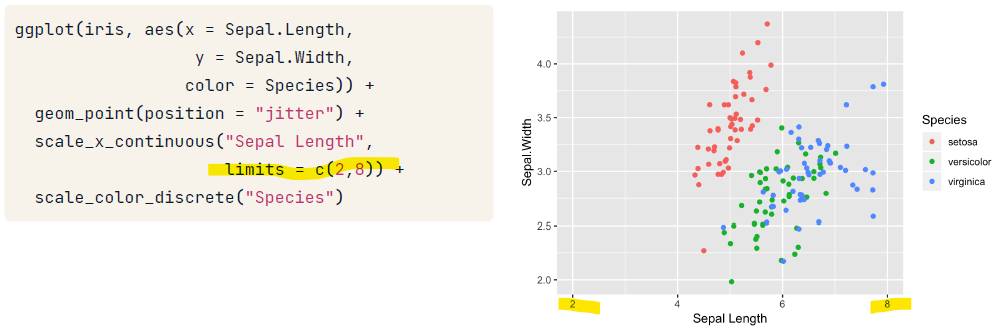 ggplot(iris, aes(x = Sepal.Length,
y = Sepal.Width,
color = Species)) +
geom_point(position = "jitter") +
scale_x_continuous("Sepal Length",
limits = c(2,8)) +
scale_color_discrete("Species")
4.0
3.5
3.0
2.5
2.0
Sepal.Width
2 4 6 8
Sepal Length
Species
setosa
versicolor
virginica